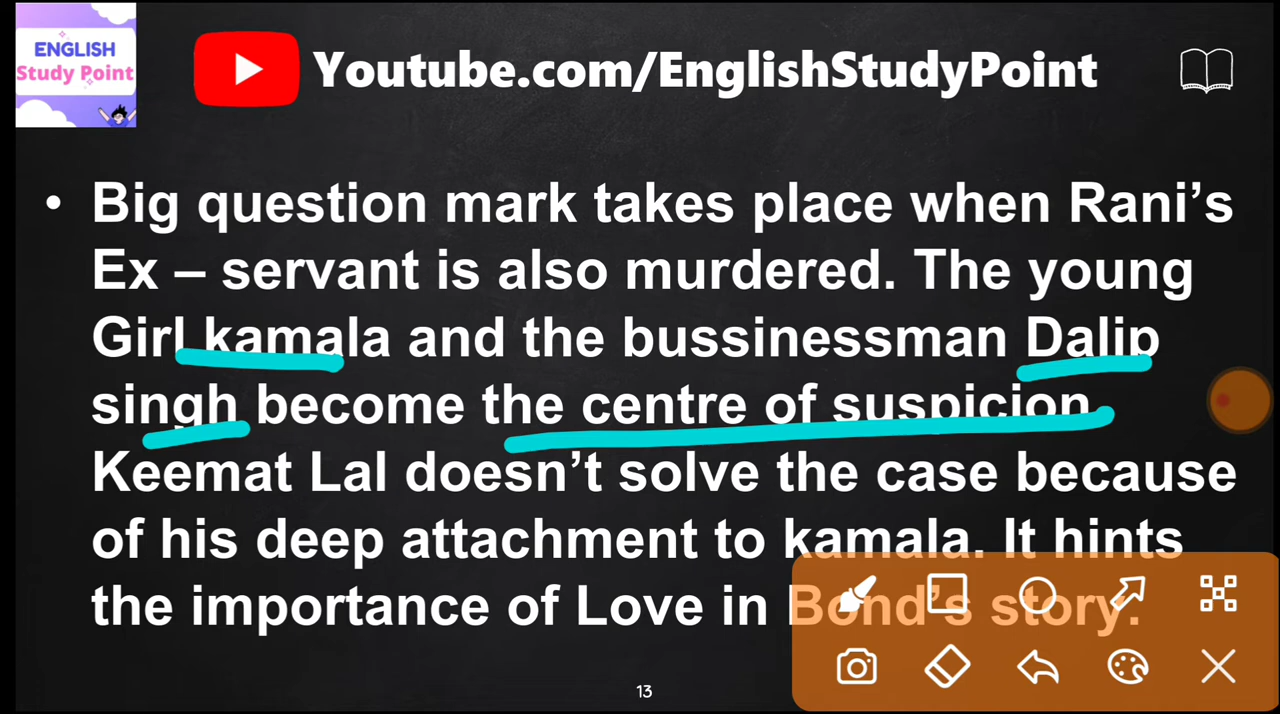 ENGLISH
Study Point
Youtube.com/EnglishStudyPoint
• Big question mark takes place when Rani’s
Ex – servant is also murdered. The young
Girl kamala and the bussinessman Dalip
singh become the centre of suspicion.
Keemat Lal doesn’t solve the case because
of his deep attachment to kamala. It hints
the importance of Love in Bond’s story.
13